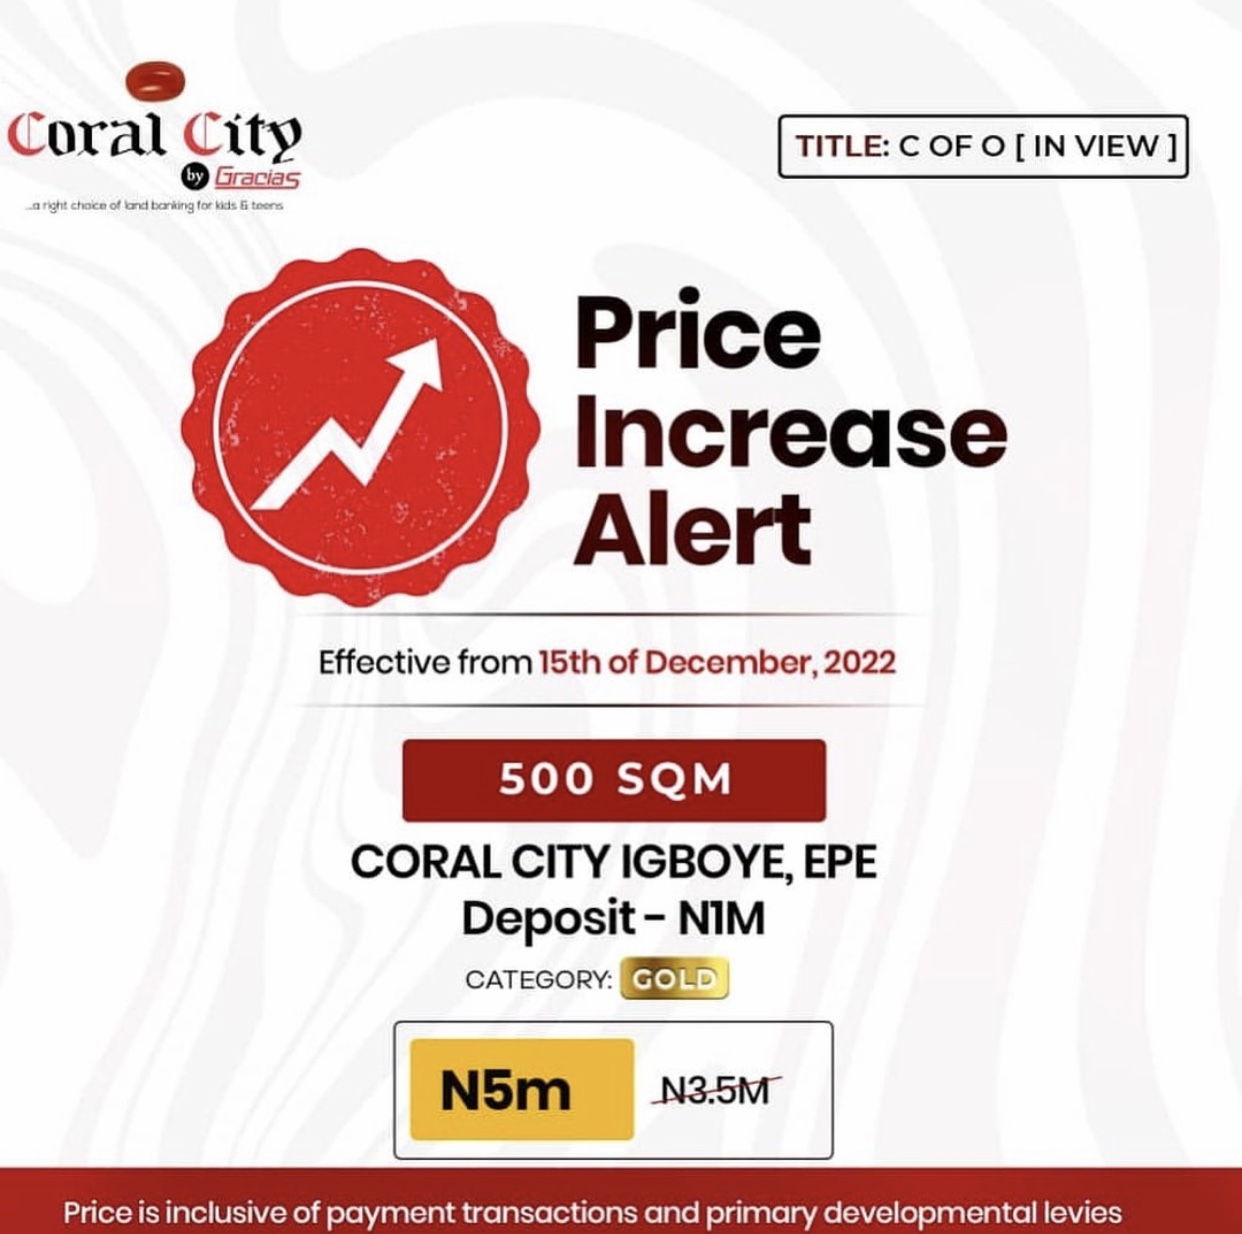 Coral City
by Gracias
...a right choice of land banking for kids & teens
TITLE: C OF O [ IN VIEW ]
Price
Increase
Alert
Effective from 15th of December, 2022
500 SQM
CORAL CITY IGBOYE, EPE
Deposit - N1M
CATEGORY: GOLD
N5m N3.5M
Price is inclusive of payment transactions and primary developmental levies